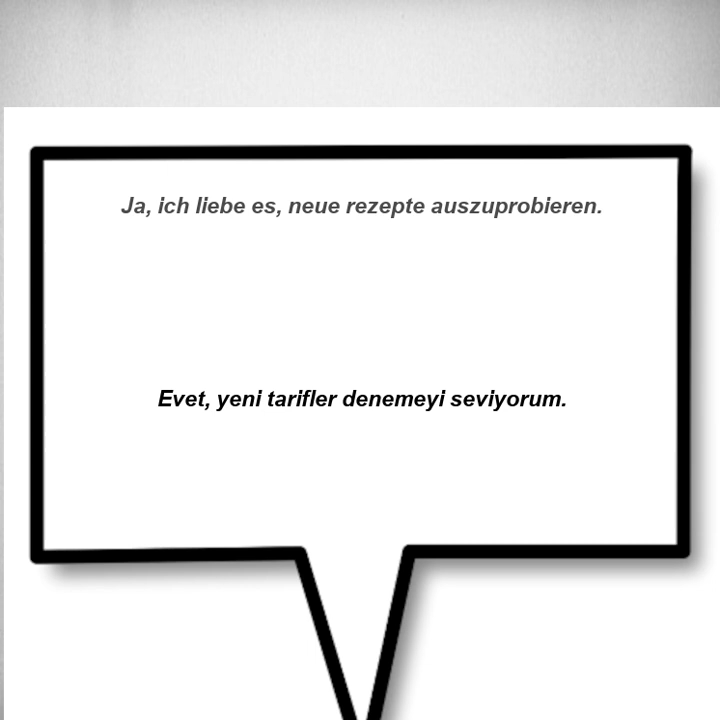 Ja, ich liebe es, neue rezepte auszuprobieren.
Evet, yeni tarifler denemeyi seviyorum.